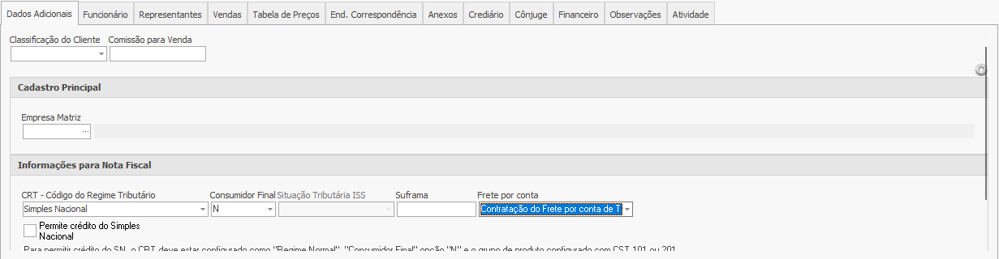 Dados Adicionais Funcionário Representantes Vendas Tabela de Preços End. Correspondência Anexos Crediário Cônjuge Financeiro Observações Atividade
Classificação do Cliente Comissão para Venda
Cadastro Principal
Empresa Matriz
...
Informações para Nota Fiscal
CRT - Código do Regime Tributário Consumidor Final Situação Tributária ISS Suframa Frete por conta
Simples Nacional N Contratação do Frete por conta de T
Permite crédito do Simples
Nacional
Para permitir crédito do SN, o CRT deve estar configurado como "Regime Normal", "Consumidor Final" opção "N" e o grupo de produto configurado com CST 101 ou 201